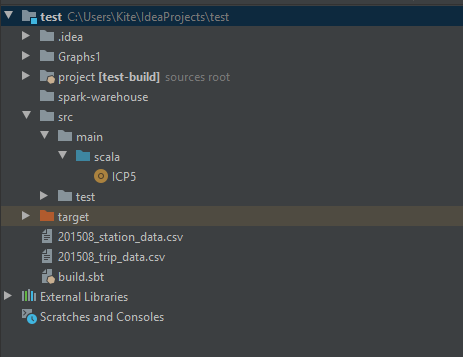 test C:\Users\Kite\IdeaProjects\test
.idea
Graphs1
project [test-build] sources root
spark-warehouse
src
main
scala
ICP5
test
target
201508_station_data.csv
201508_trip_data.csv
build.sbt
External Libraries
Scratches and Consoles